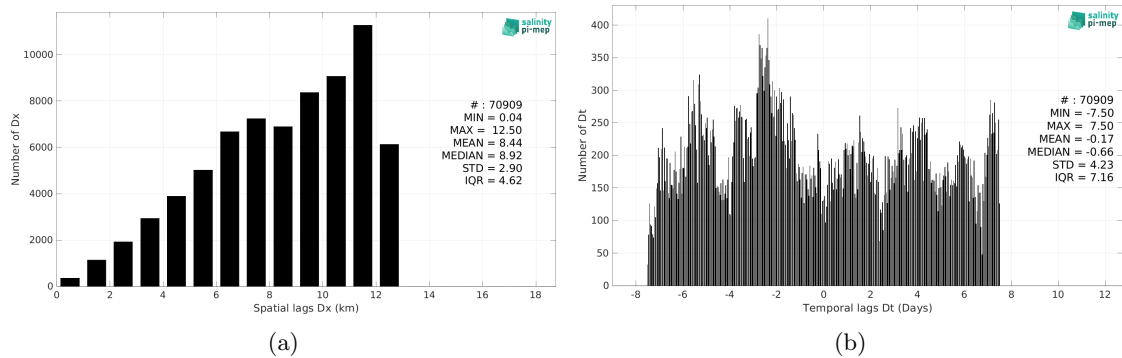 salinity
pi-mep
Number of Dx
10000
8000
6000
4000
2000
0
# : 70909
MIN = 0.04
MAX = 12.50
MEAN = 8.44
MEDIAN = 8.92
STD = 2.90
IQR = 4.62
0 2 4 6 8 10 12 14 16 18
Spatial lags Dx (km)
(a)
salinity
pi-mep
Number of Dt
400
350
300
250
200
150
100
50
0
# : 70909
MIN = -7.50
MAX = 7.50
MEAN = -0.17
MEDIAN = -0.66
STD = 4.23
IQR = 7.16
-8 -6 -4 -2 0 2 4 6 8 10 12
Temporal lags Dt (Days)
(b)